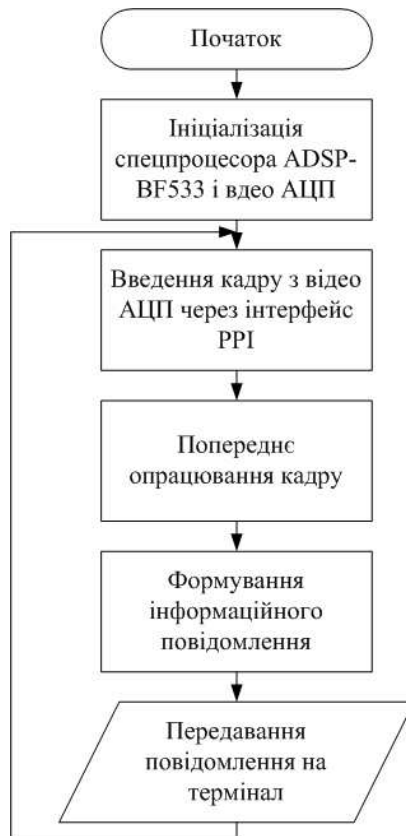 Початок
Ініціалізація
спецпроцесора ADSP-
BF533 і вдео АЦП
Введення кадру з відео
АЦП через інтерфейс
PPI
Попереднє
опрацювання кадру
Формування
інформаційного
повідомлення
Передавання
повідомлення на
термінал